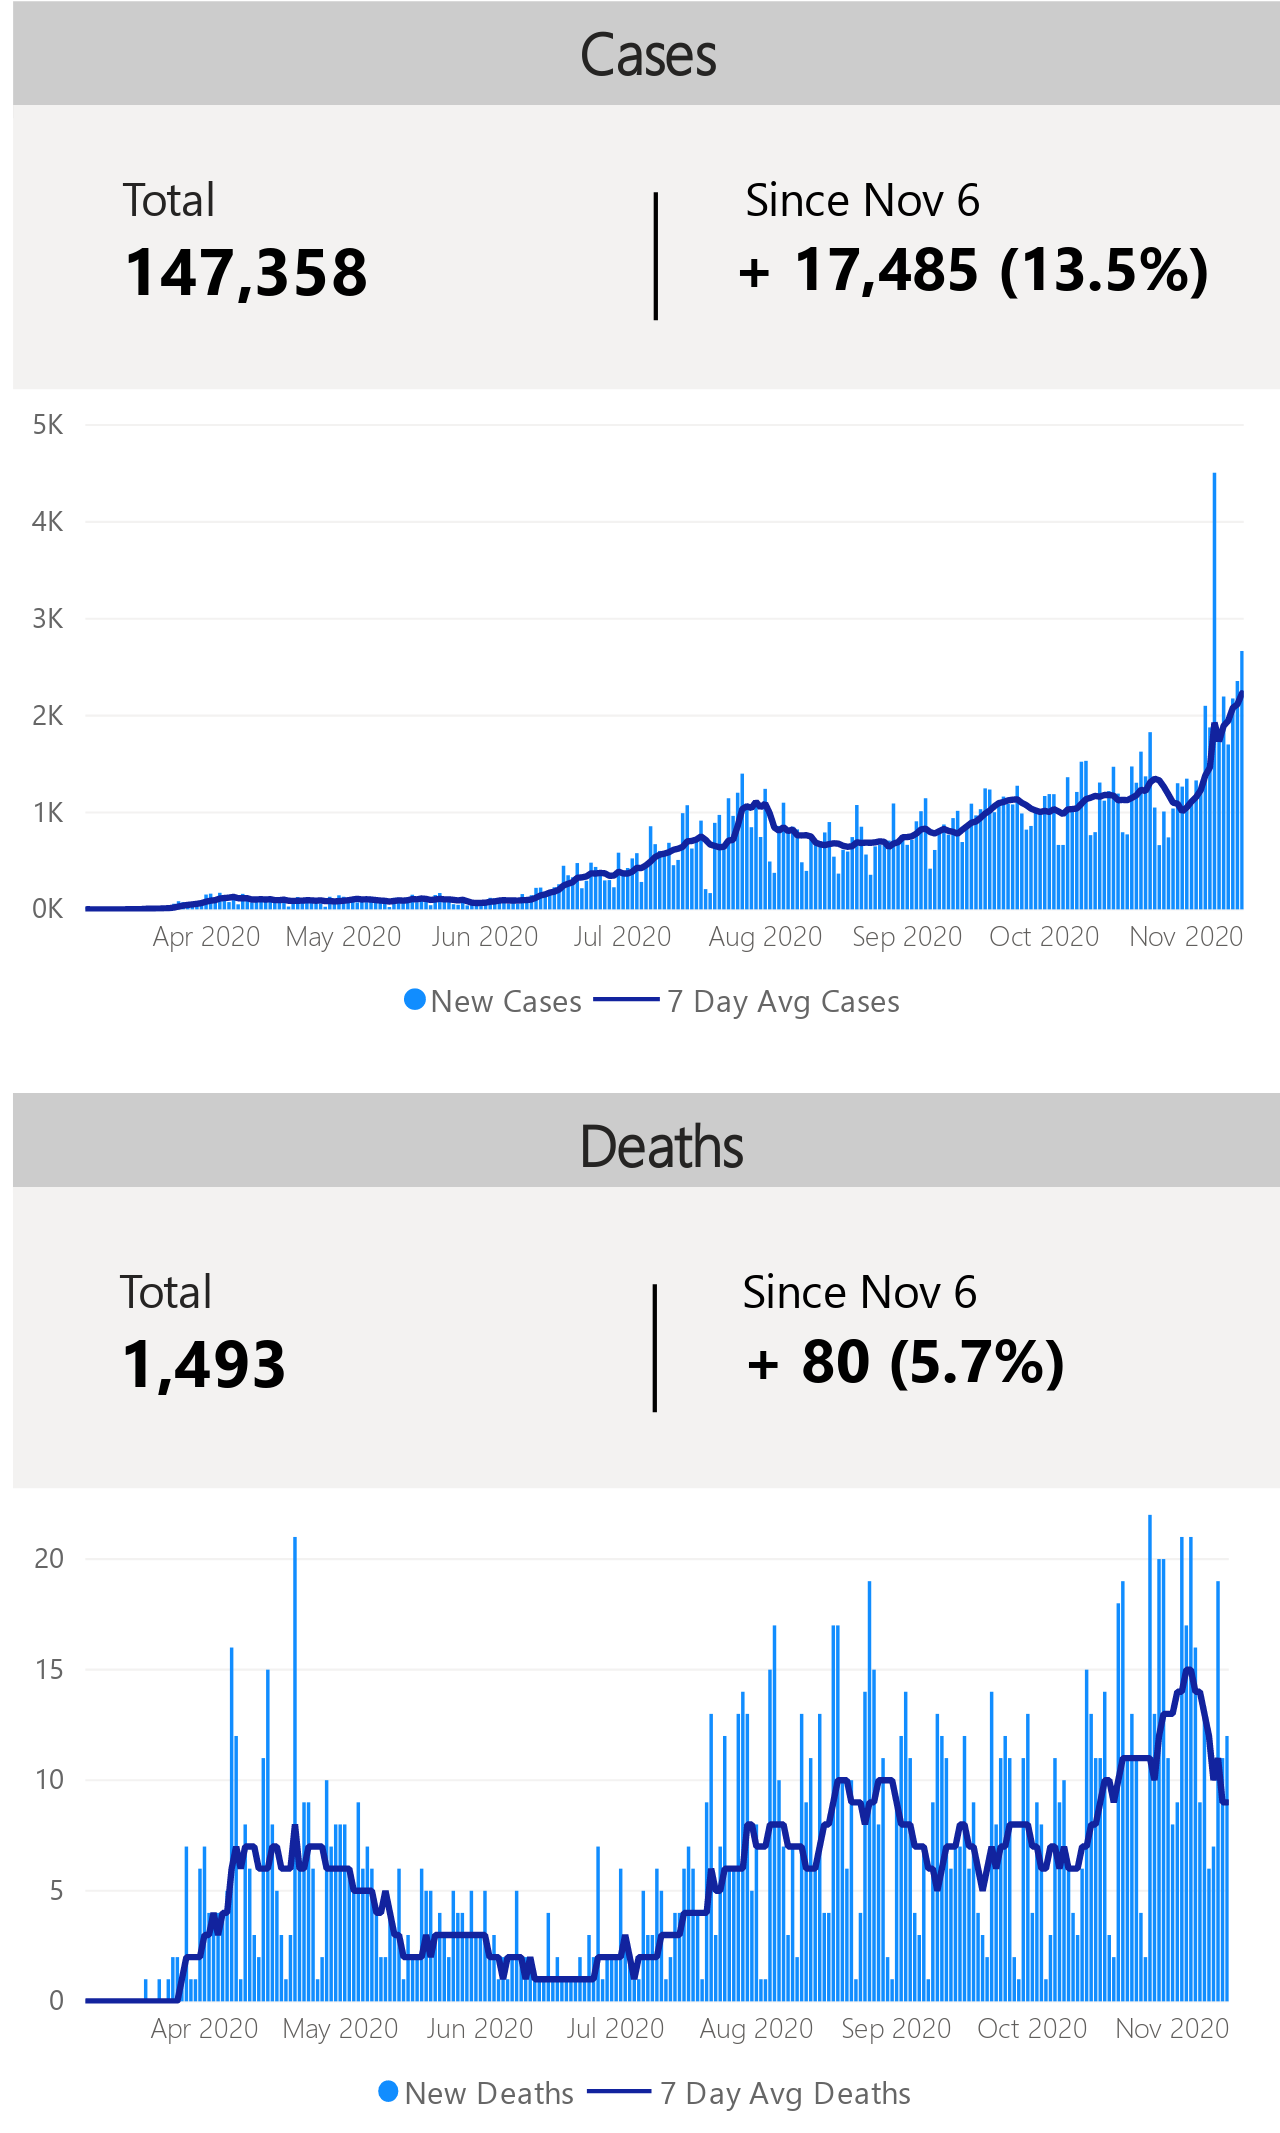 Cases
Total
Since Nov 6
147,358
+ 17,485 (13.5%)
5K
4K
3K
2K
1K
0K
Apr 2020 May 2020 Jun 2020 Jul 2020 Aug 2020 Sep 2020 Oct 2020 Nov 2020
New Cases 7 Day Avg Cases
Deaths
Total
Since Nov 6
1,493
+ 80 (5.7%)
20
15
10
5
0
Apr 2020 May 2020 Jun 2020 Jul 2020 Aug 2020 Sep 2020 Oct 2020 Nov 2020
New Deaths 7 Day Avg Deaths